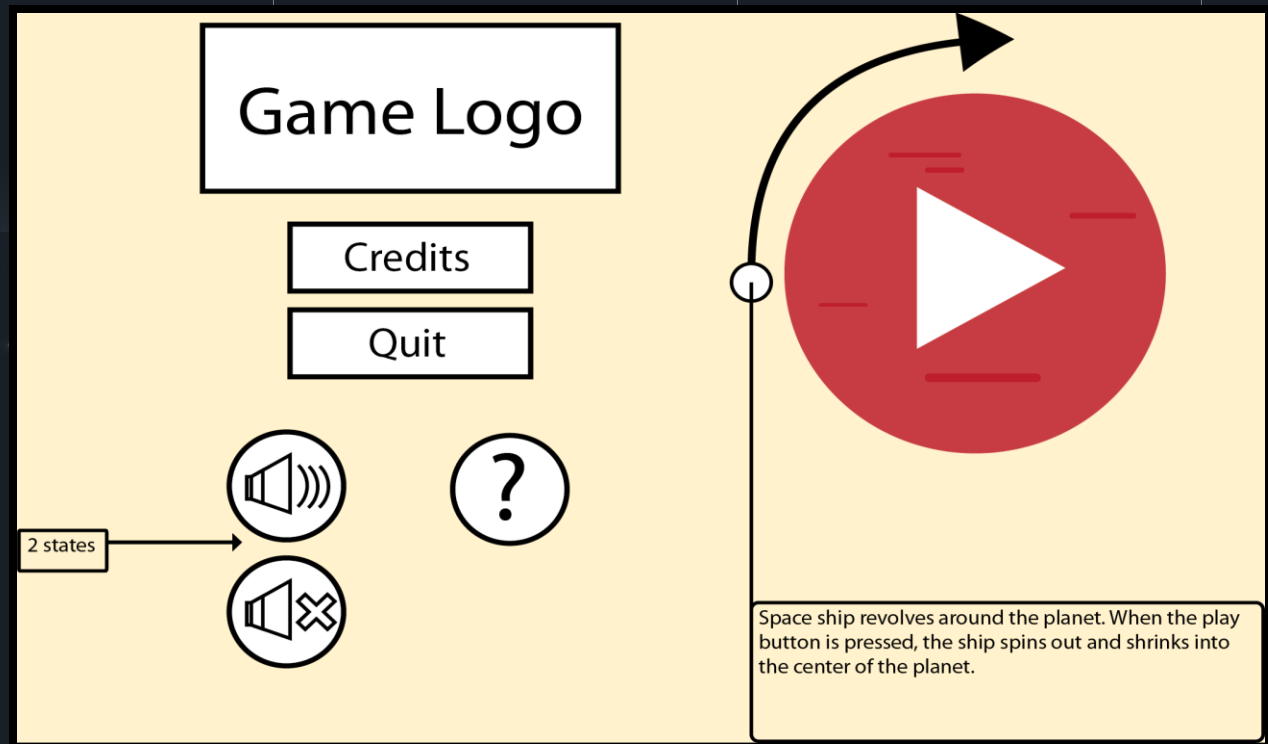 Game Logo
Credits
Quit
?
2 states
Space ship revolves around the planet. When the play
button is pressed, the ship spins out and shrinks into
the center of the planet.